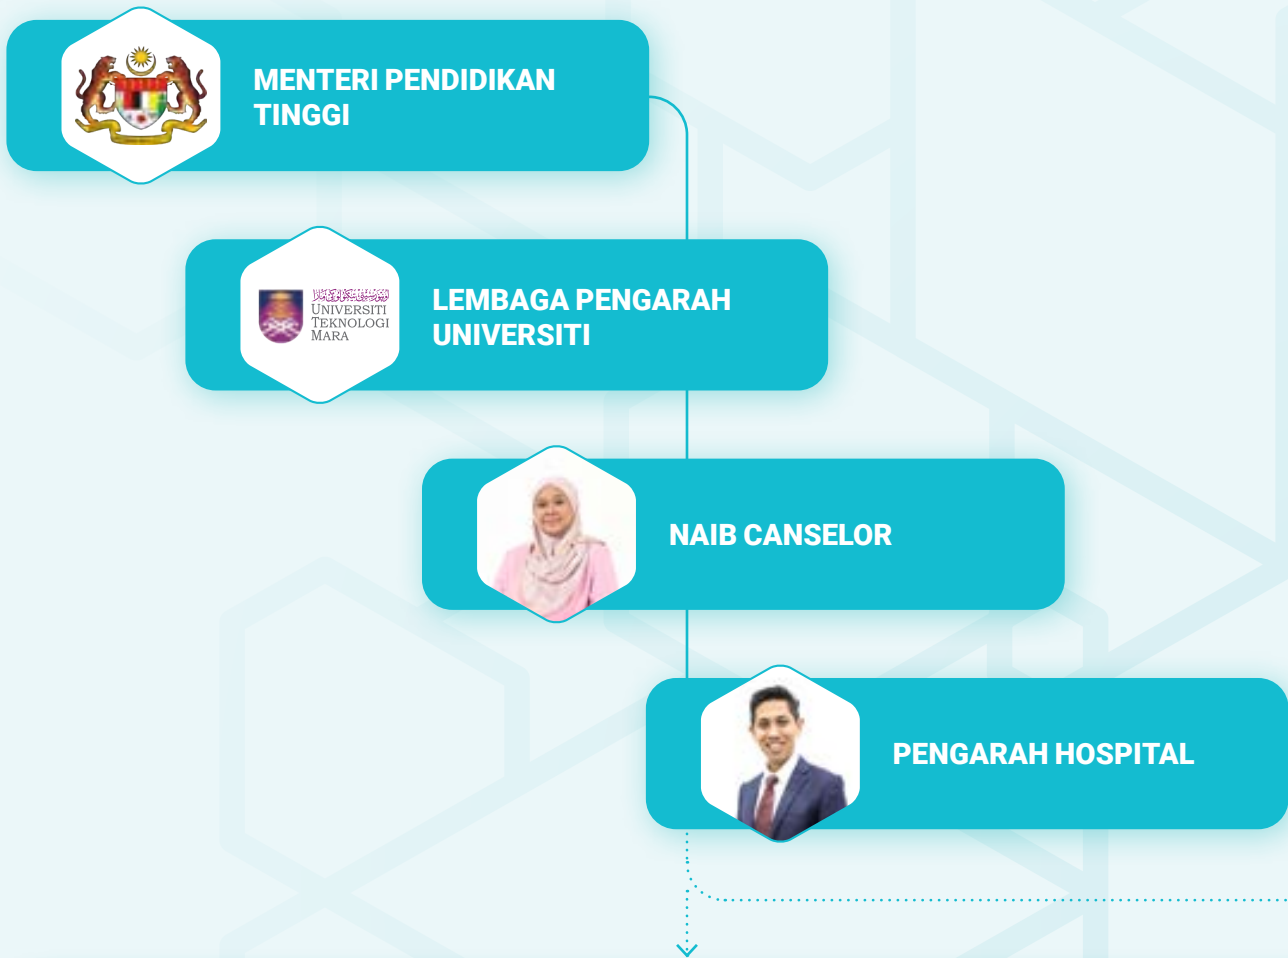 MENTERI PENDIDIKAN
TINGGI
UNIVERSITI
TEKNOLOGI
MARA
LEMBAGA PENGARAH
UNIVERSITI
NAIB CANSELOR
PENGARAH HOSPITAL